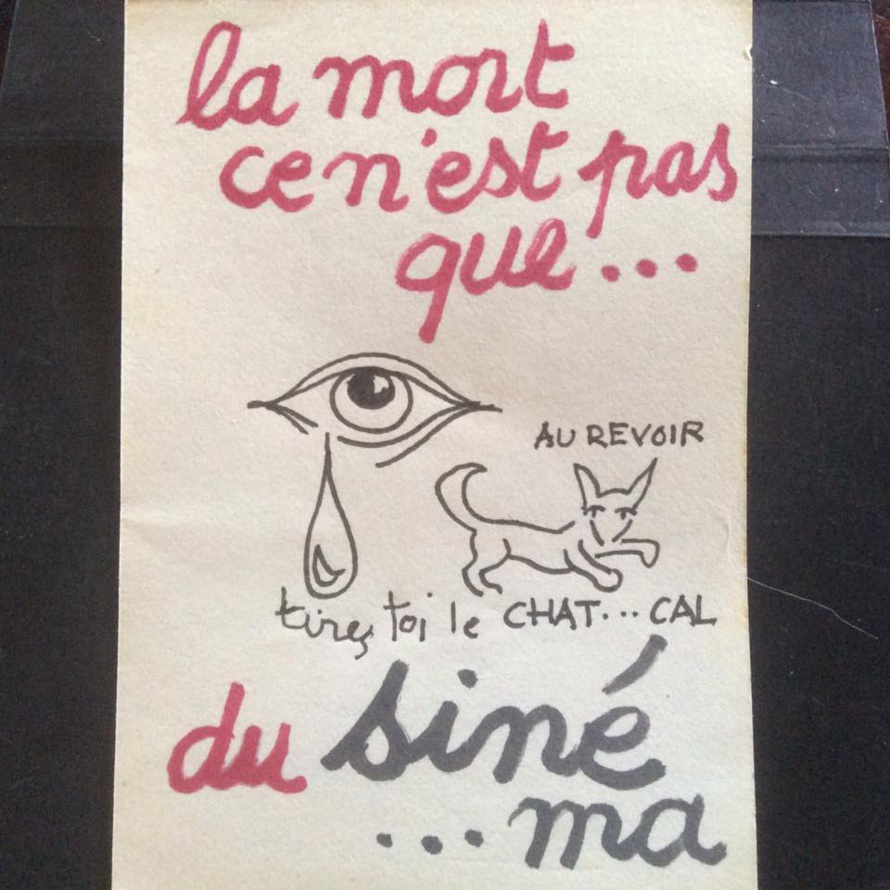 la mort
ce n'est pas
que...
AU REVOIR
tires toi le CHAT...CAL
du siné
...ma